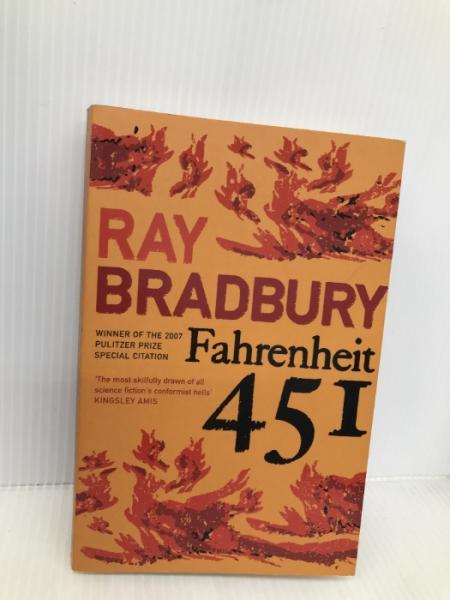 RAY
BRADBURY
WINNER OF THE 2007
PULITZER PRIZE
SPECIAL CITATION
Fahrenheit
451
'The most skilfully drawn of all
science fiction's conformist hells'
KINGSLEY AMIS